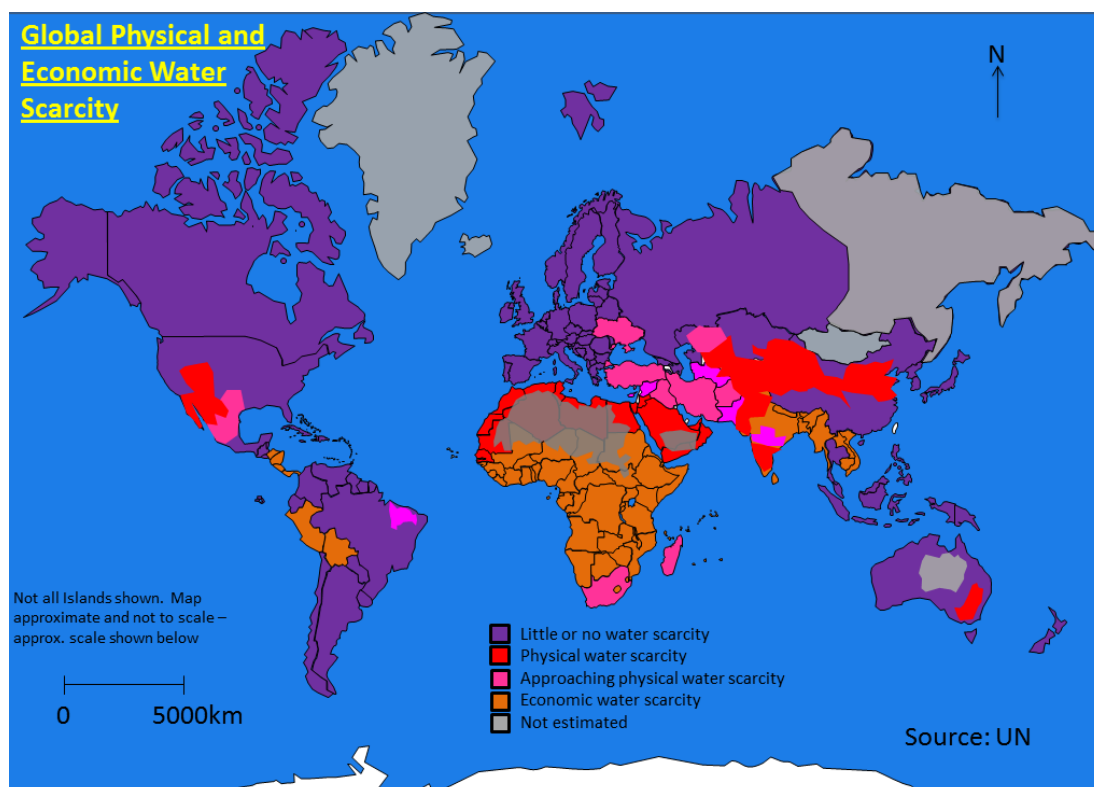 Global Physical and
Economic Water
Scarcity
N
Not all Islands shown. Map
approximate and not to scale –
approx. scale shown below
0 5000km
Little or no water scarcity
Physical water scarcity
Approaching physical water scarcity
Economic water scarcity
Not estimated
Source: UN